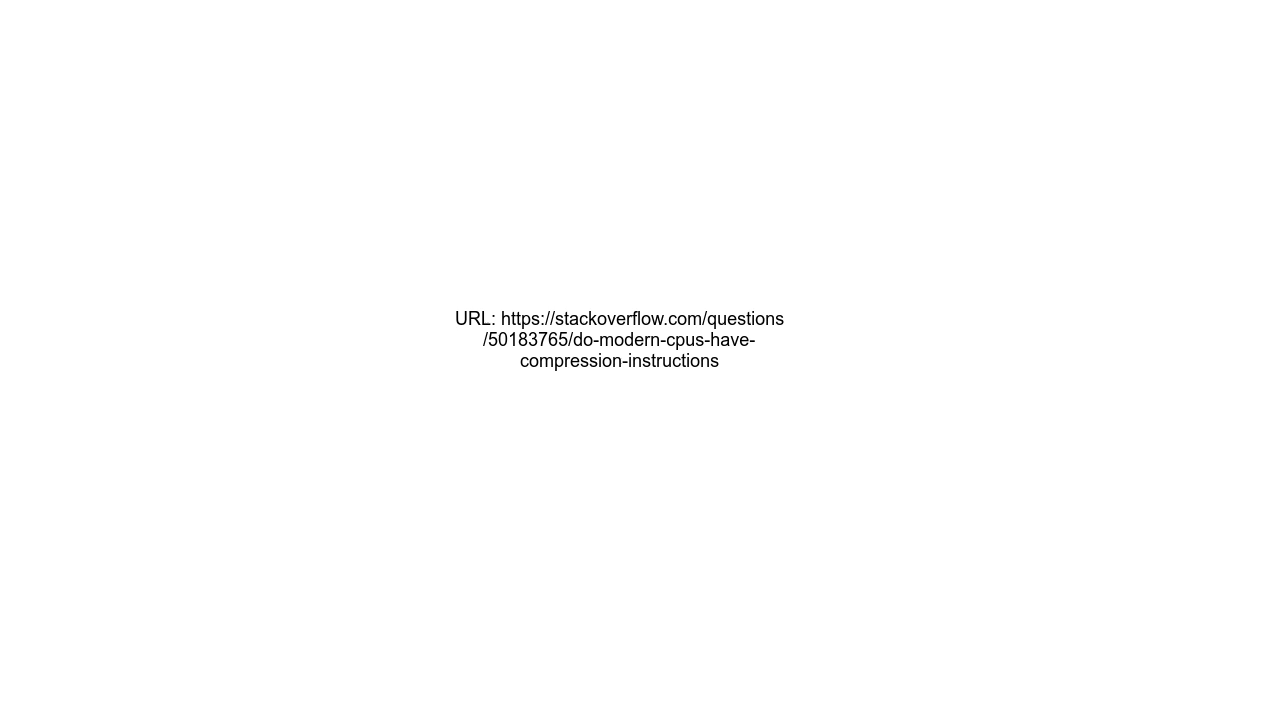 URL: https://stackoverflow.com/questions
/50183765/do-modern-cpus-have-
compression-instructions